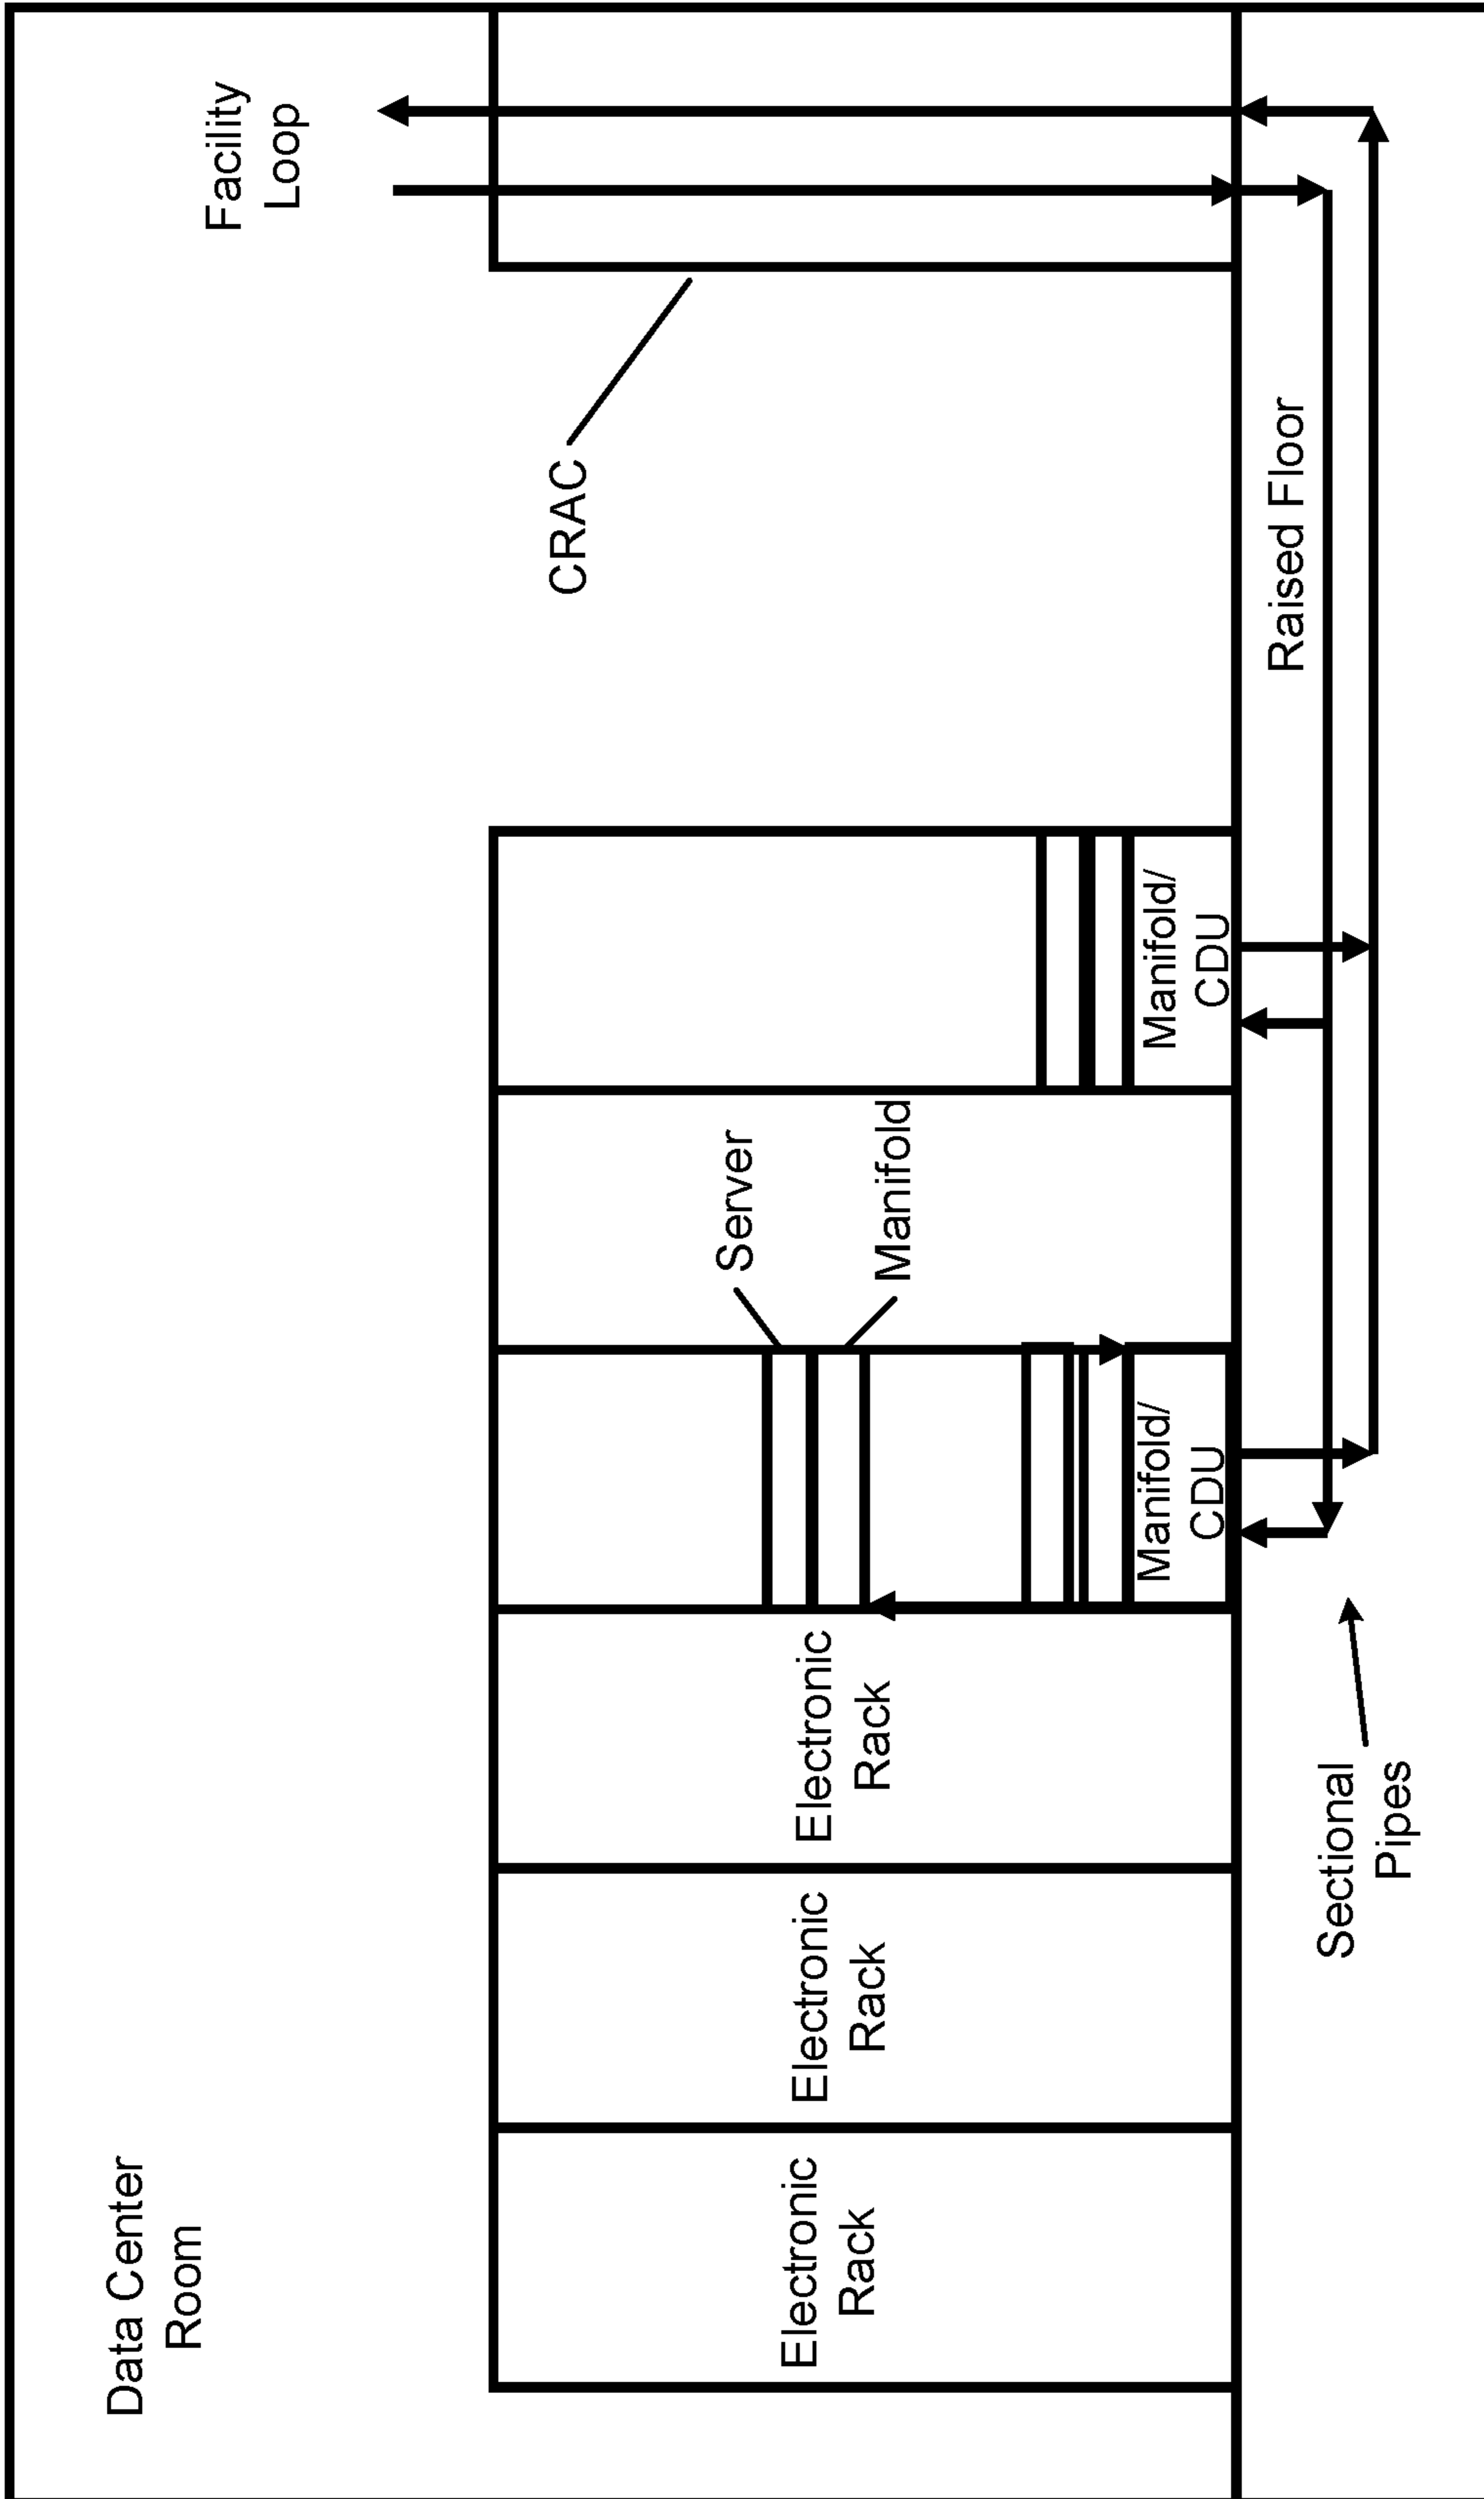 Data Center
Room
Facility
Loop
CRAC
Server
Manifold
Electronic
Rack
Electronic
Rack
Electronic
Rack
Manifold/
CDU
Manifold/
CDU
Raised Floor
Sectional
Pipes